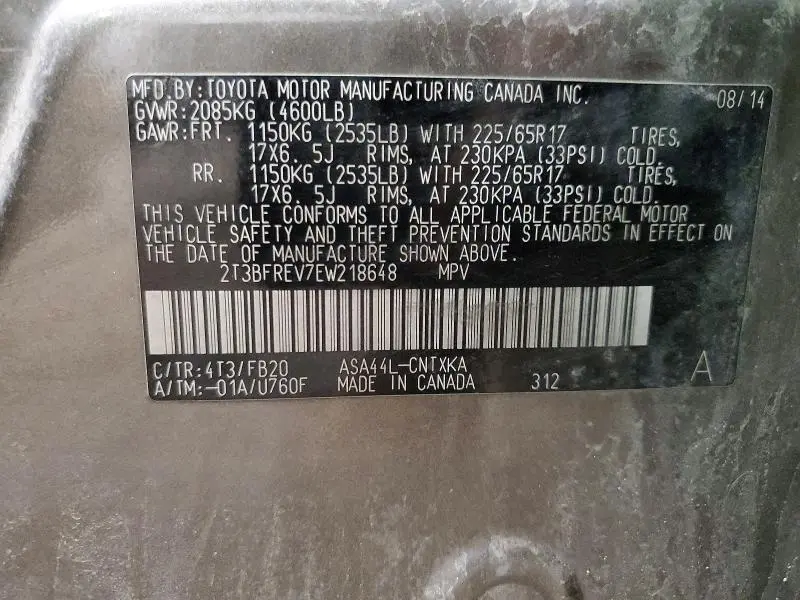 MFD.BY:TOYOTA MOTOR MANUFACTURING CANADA INC. 08/14
GVWR:2085KG (4600LB)
GAWR:FRT. 1150KG (2535LB) WITH 225/65R17 TIRES,
17X6.5J RIMS, AT 230KPA (33PSI) COLD.
RR. 1150KG (2535LB) WITH 225/65R17 TIRES,
17X6.5J RIMS, AT 230KPA (33PSI) COLD.
THIS VEHICLE CONFORMS TO ALL APPLICABLE FEDERAL MOTOR
VEHICLE SAFETY AND THEFT PREVENTION STANDARDS IN EFFECT ON
THE DATE OF MANUFACTURE SHOWN ABOVE.
2T3BFREV7EW218648 MPV
C/TR:4T3/FB20 ASA44L-CNTXKA
A/TM:-01A/U760F MADE IN CANADA 312 A